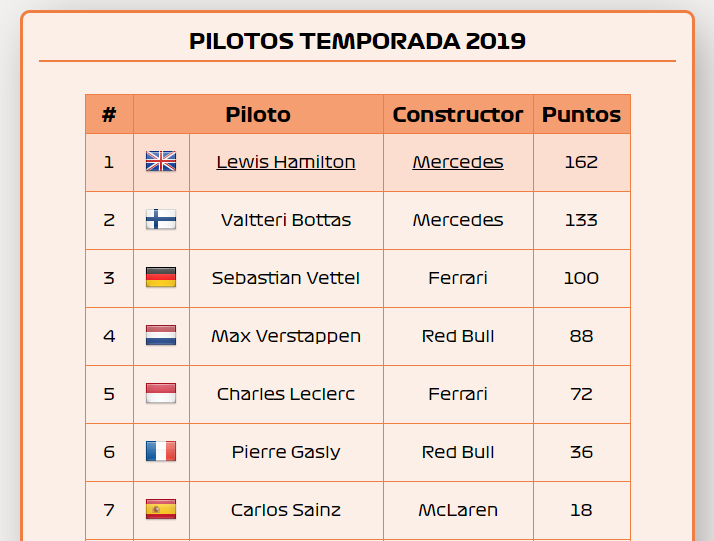 PILOTOS TEMPORADA 2019
# Piloto Constructor Puntos
1 Lewis Hamilton Mercedes 162
2 Valtteri Bottas Mercedes 133
3 Sebastian Vettel Ferrari 100
4 Max Verstappen Red Bull 88
5 Charles Leclerc Ferrari 72
6 Pierre Gasly Red Bull 36
7 Carlos Sainz McLaren 18